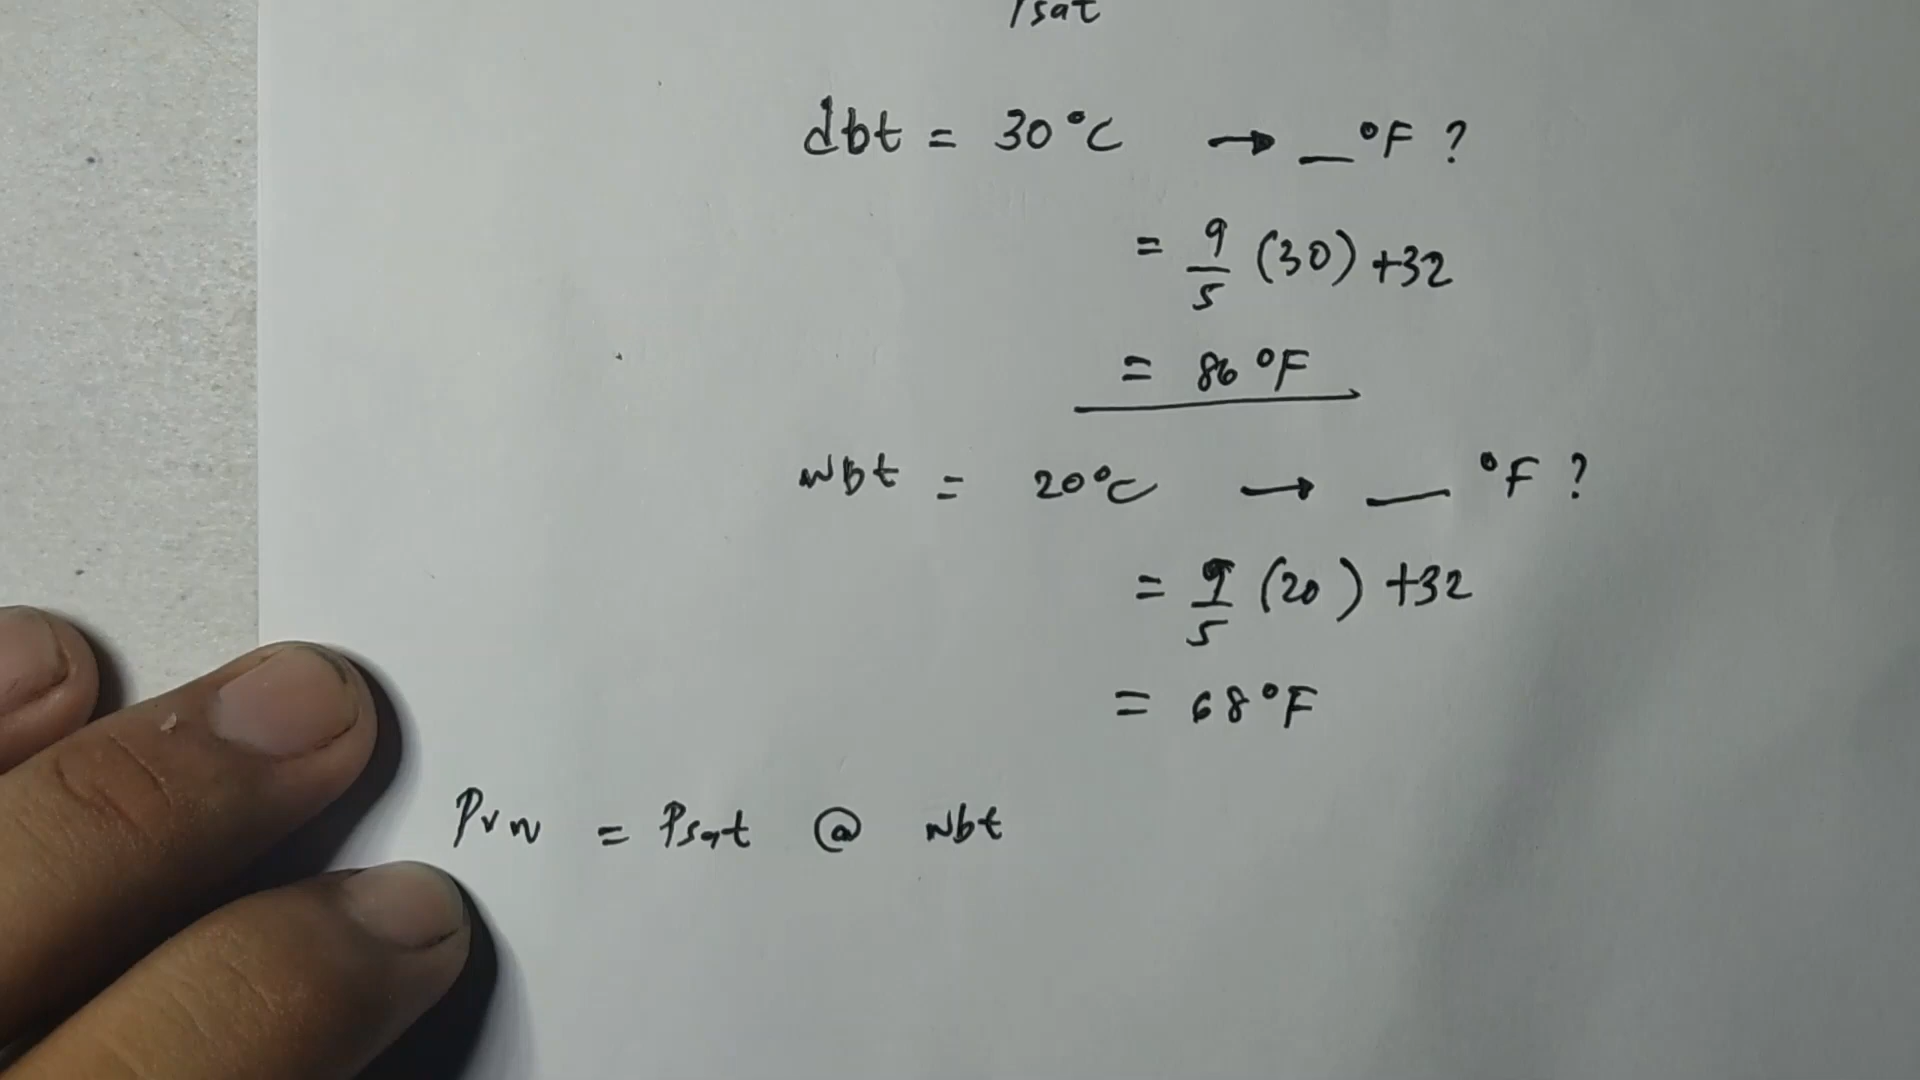 Psat
dbt = 30°C → _°F ?
= 9/5 (30) +32
= 86°F
wbt = 20°C → __ °F ?
= 9/5 (20) +32
= 68°F
Pvw = Psat @ wbt